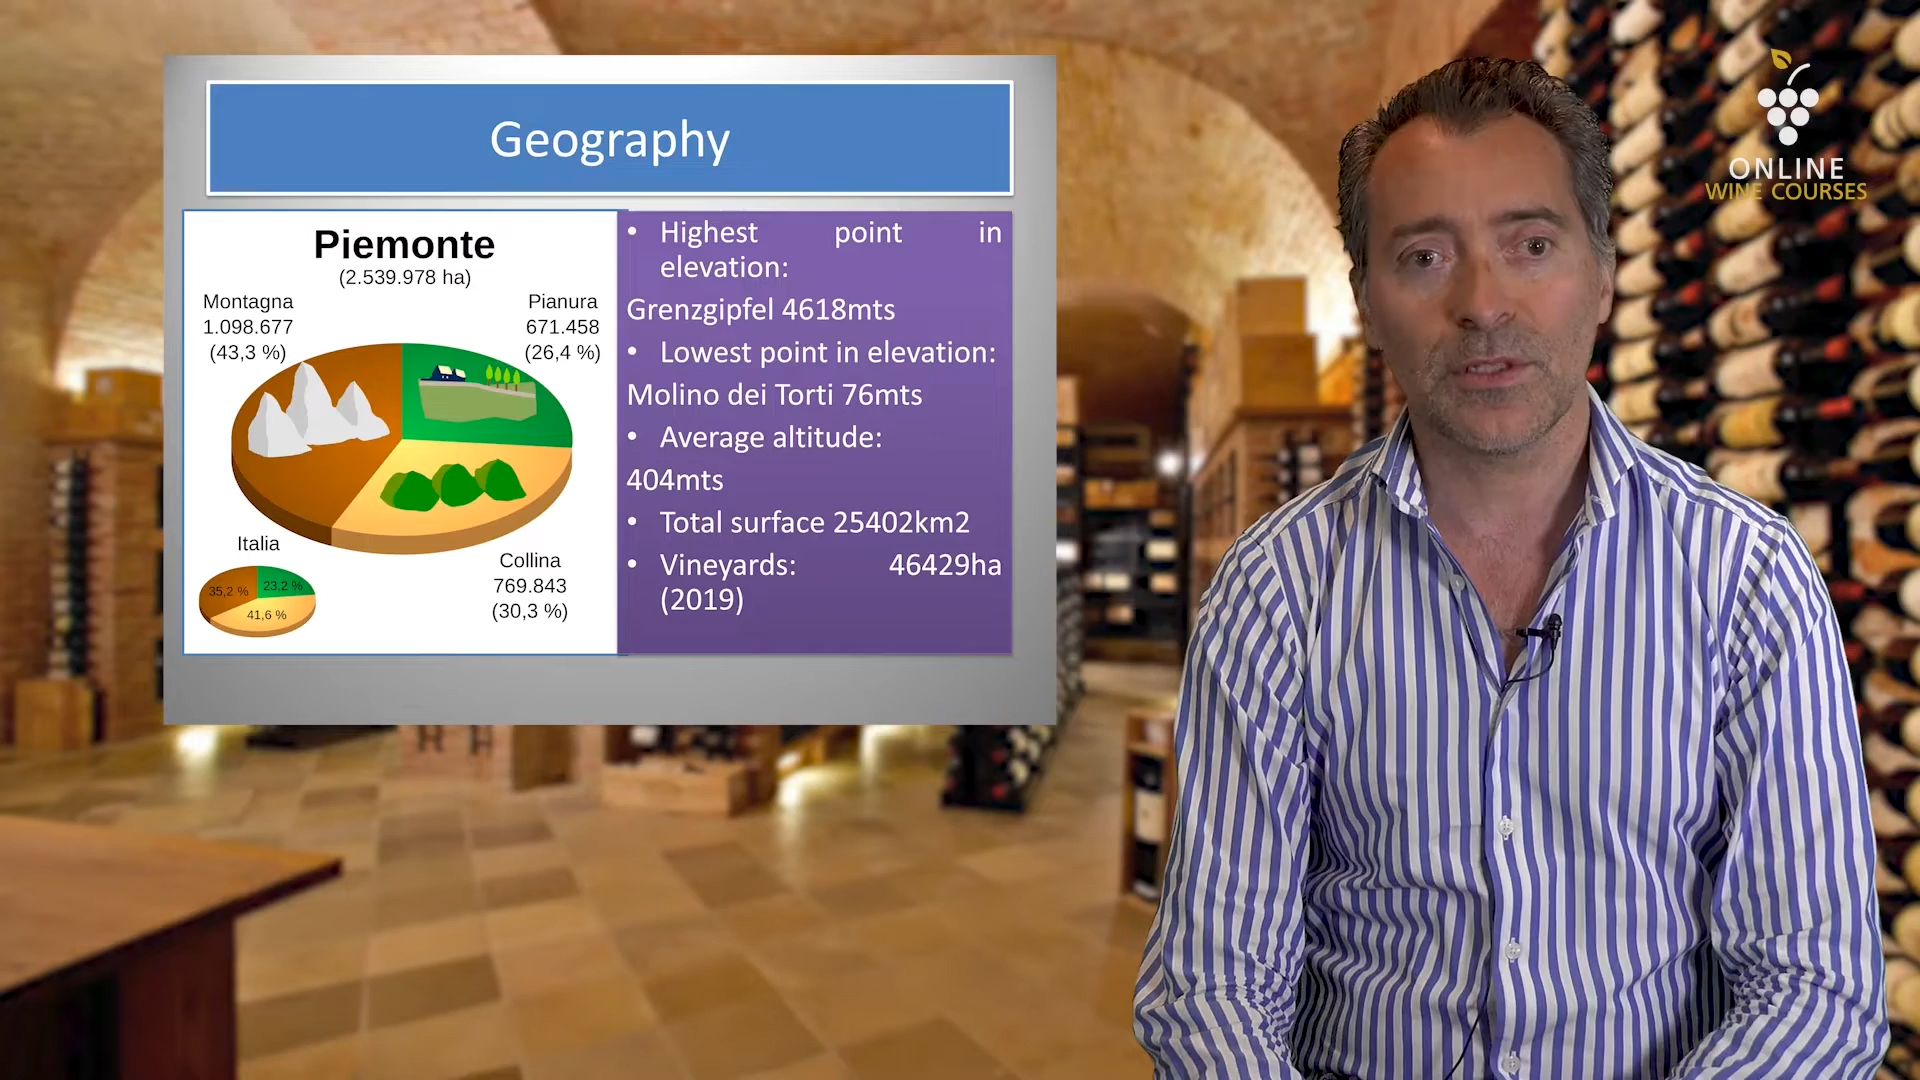 Geography
Piemonte
(2.539.978 ha)
Montagna
1.098.677
(43,3 %)
Pianura
671.458
(26,4 %)
Italia
35,2 %
23,2 %
41,6 %
Collina
769.843
(30,3 %)
• Highest point in
elevation:
Grenzgipfel 4618mts
• Lowest point in elevation:
Molino dei Torti 76mts
• Average altitude:
404mts
• Total surface 25402km2
• Vineyards: 46429ha
(2019)
ONLINE
WINE COURSES